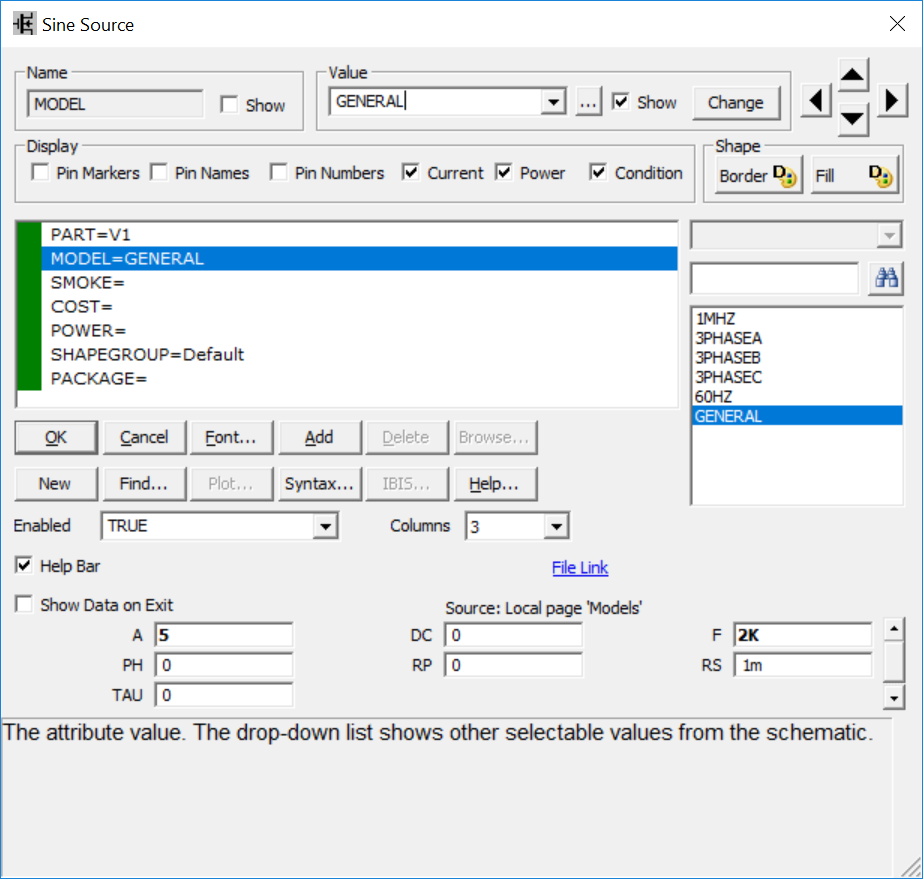 Sine Source
Name
MODEL
Show
Value
GENERAL
...
Show
Change
Display
Pin Markers
Pin Names
Pin Numbers
Current
Power
Condition
Shape
Border
Fill
PART=V1
MODEL=GENERAL
SMOKE=
COST=
POWER=
SHAPEGROUP=Default
PACKAGE=
1MHZ
3PHASEA
3PHASEB
3PHASEC
60HZ
GENERAL
OK
Cancel
Font...
Add
Delete
Browse...
New
Find...
Plot...
Syntax...
IBIS...
Help...
Enabled
TRUE
Columns
3
Help Bar
File Link
Show Data on Exit
Source: Local page 'Models'
A 5
DC 0
F 2K
PH 0
RP 0
RS 1m
TAU 0
The attribute value. The drop-down list shows other selectable values from the schematic.